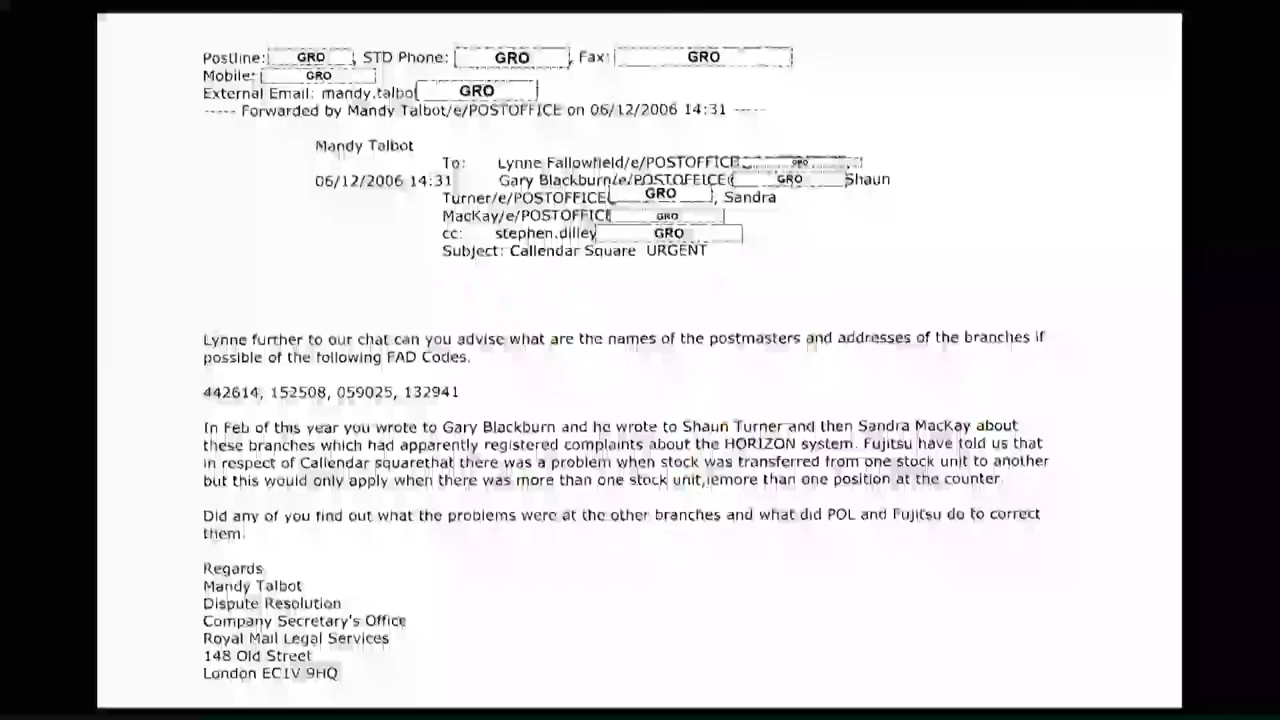 Postline: GRO, STD Phone: GRO, Fax: GRO
Mobile: GRO
External Email: mandy.talbo GRO
----- Forwarded by Mandy Talbot/e/POSTOFFICE on 06/12/2006 14:31 -----
Mandy Talbot
To: Lynne Fallowfield/e/POSTOFFICE GRO
06/12/2006 14:31 Gary Blackburn/e/POSTOFFICE GRO Shaun
Turner/e/POSTOFFICE GRO, Sandra
MacKay/e/POSTOFFICE GRO
cc: stephen.dilley GRO
Subject: Callendar Square URGENT
Lynne further to our chat can you advise what are the names of the postmasters and addresses of the branches if
possible of the following FAD Codes.
442614, 152508, 059025, 132941
In Feb of this year you wrote to Gary Blackburn and he wrote to Shaun Turner and then Sandra MacKay about
these branches which had apparently registered complaints about the HORIZON system. Fujitsu have told us that
in respect of Callendar squarethat there was a problem when stock was transferred from one stock unit to another
but this would only apply when there was more than one stock unit,iemore than one position at the counter.
Did any of you find out what the problems were at the other branches and what did POL and Fujitsu do to correct
them.
Regards
Mandy Talbot
Dispute Resolution
Company Secretary's Office
Royal Mail Legal Services
148 Old Street
London EC1V 9HQ